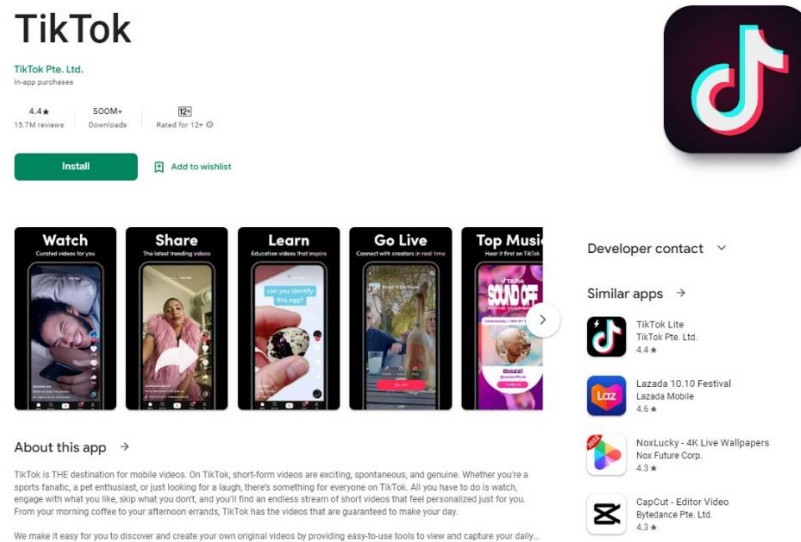 TikTok
TikTok Pte. Ltd.
In-app purchases
4.4★
15.7M reviews
500M+
Downloads
12+
Rated for 12+
Install
Add to wishlist
Watch
Curated videos for you
Share
The latest trending videos
Learn
Education videos that inspire
can you identify
this egg?
Go Live
Connect with creators in real time
Top Musi
Hear it first on TikTok
SOUND OFF
Developer contact
Similar apps →
TikTok Lite
TikTok Pte. Ltd.
4.4★
Laz
Lazada 10.10 Festival
Lazada Mobile
4.6★
2022
NoxLucky - 4K Live Wallpapers
Nox Future Corp.
4.3★
CapCut - Editor Video
Bytedance Pte. Ltd.
4.3★
About this app →
TikTok is THE destination for mobile videos. On TikTok, short-form videos are exciting, spontaneous, and genuine. Whether you're a
sports fanatic, a pet enthusiast, or just looking for a laugh, there's something for everyone on TikTok. All you have to do is watch,
engage with what you like, skip what you don't, and you'll find an endless stream of short videos that feel personalized just for you.
From your morning coffee to your afternoon errands, TikTok has the videos that are guaranteed to make your day.
We make it easy for you to discover and create your own original videos by providing easy-to-use tools to view and capture your daily…